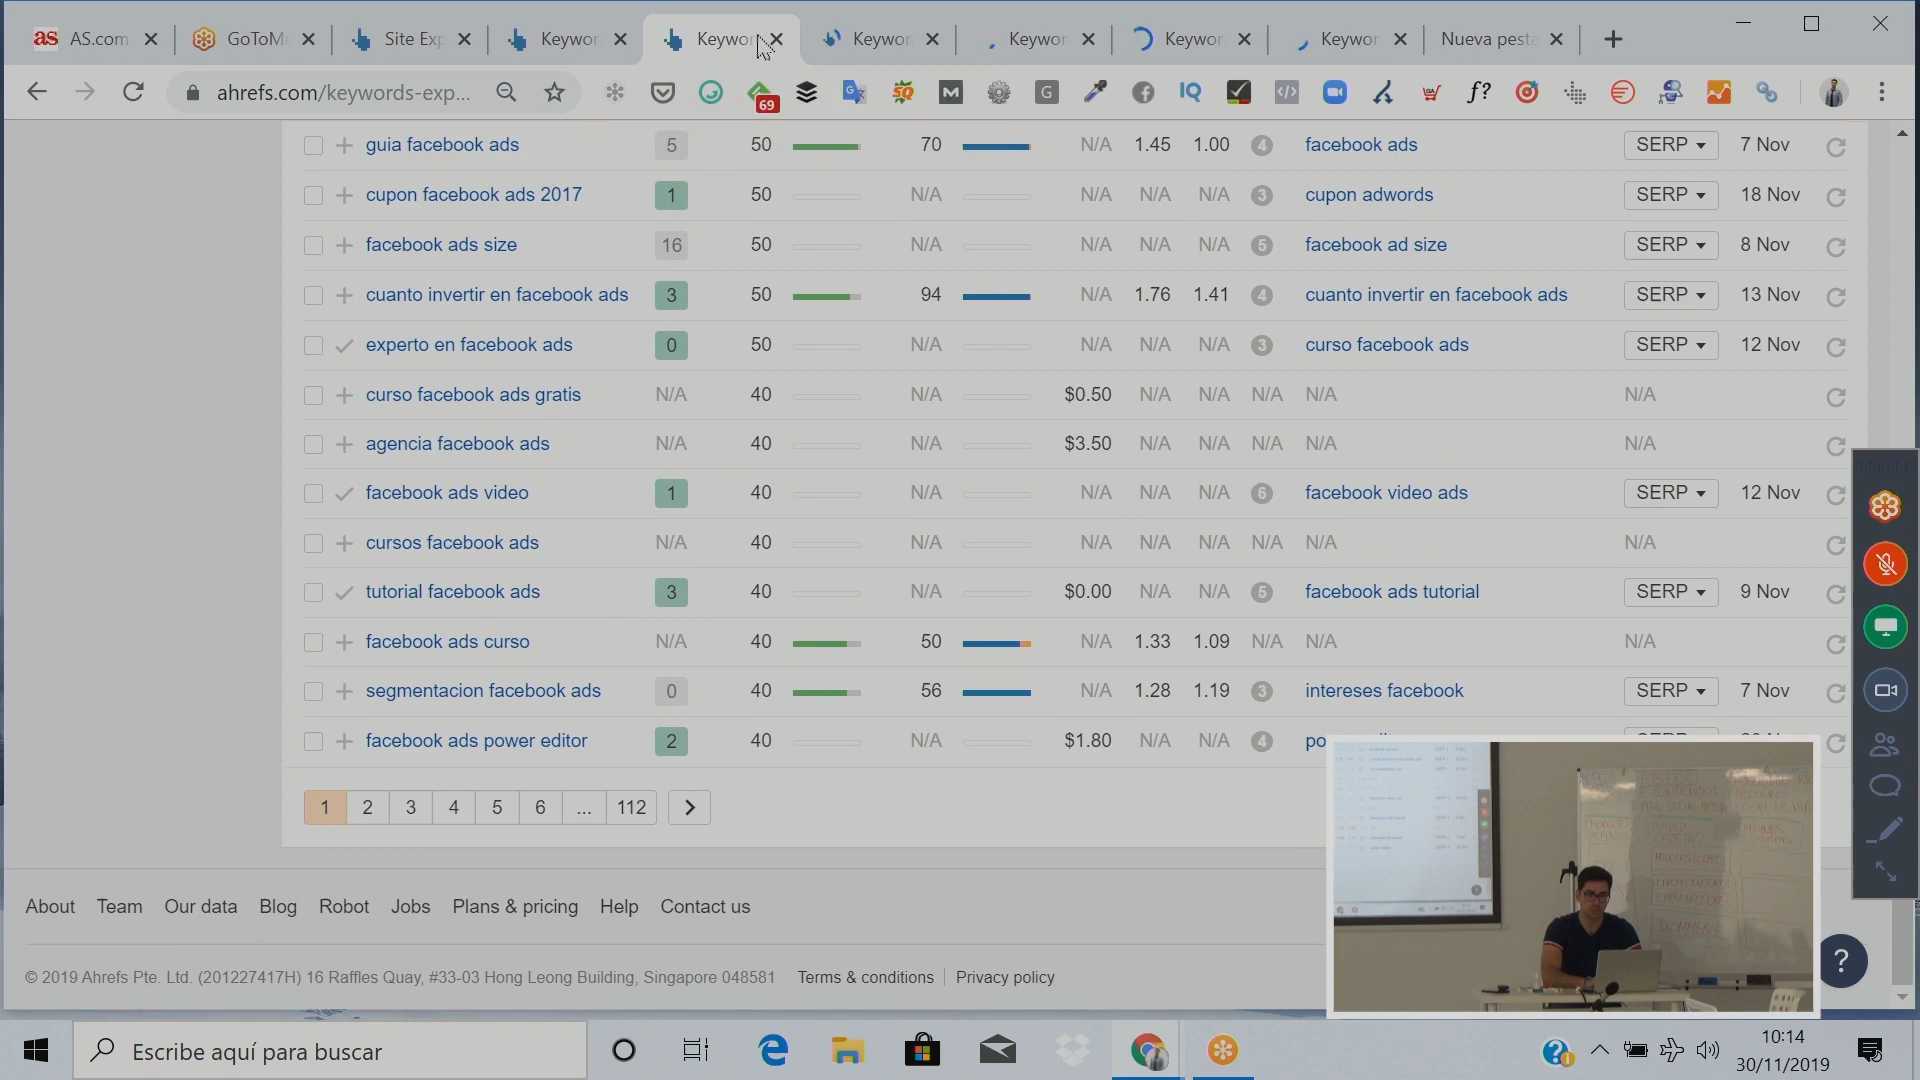 as AS.com
GoToM
Site Exp
Keywor
Keywor
Keywor
Keywor
Keywor
Keywor
Nueva pesta
ahrefs.com/keywords-exp...
69
guia facebook ads 5 50 70 N/A 1.45 1.00 4 facebook ads SERP 7 Nov
cupon facebook ads 2017 1 50 N/A N/A N/A N/A 3 cupon adwords SERP 18 Nov
facebook ads size 16 50 N/A N/A N/A N/A 5 facebook ad size SERP 8 Nov
cuanto invertir en facebook ads 3 50 94 N/A 1.76 1.41 4 cuanto invertir en facebook ads SERP 13 Nov
experto en facebook ads 0 50 N/A N/A N/A N/A 3 curso facebook ads SERP 12 Nov
curso facebook ads gratis N/A 40 N/A $0.50 N/A N/A N/A N/A N/A
agencia facebook ads N/A 40 N/A $3.50 N/A N/A N/A N/A N/A
facebook ads video 1 40 N/A N/A N/A N/A 6 facebook video ads SERP 12 Nov
cursos facebook ads N/A 40 N/A N/A N/A N/A N/A N/A N/A
tutorial facebook ads 3 40 N/A $0.00 N/A N/A 5 facebook ads tutorial SERP 9 Nov
facebook ads curso N/A 40 50 N/A 1.33 1.09 N/A N/A N/A
segmentacion facebook ads 0 40 56 N/A 1.28 1.19 3 intereses facebook SERP 7 Nov
facebook ads power editor 2 40 N/A $1.80 N/A N/A 4 po
1 2 3 4 5 6 ... 112
About Team Our data Blog Robot Jobs Plans & pricing Help Contact us
© 2019 Ahrefs Pte. Ltd. (201227417H) 16 Raffles Quay, #33-03 Hong Leong Building, Singapore 048581 Terms & conditions Privacy policy
?
Escribe aquí para buscar
10:14
30/11/2019